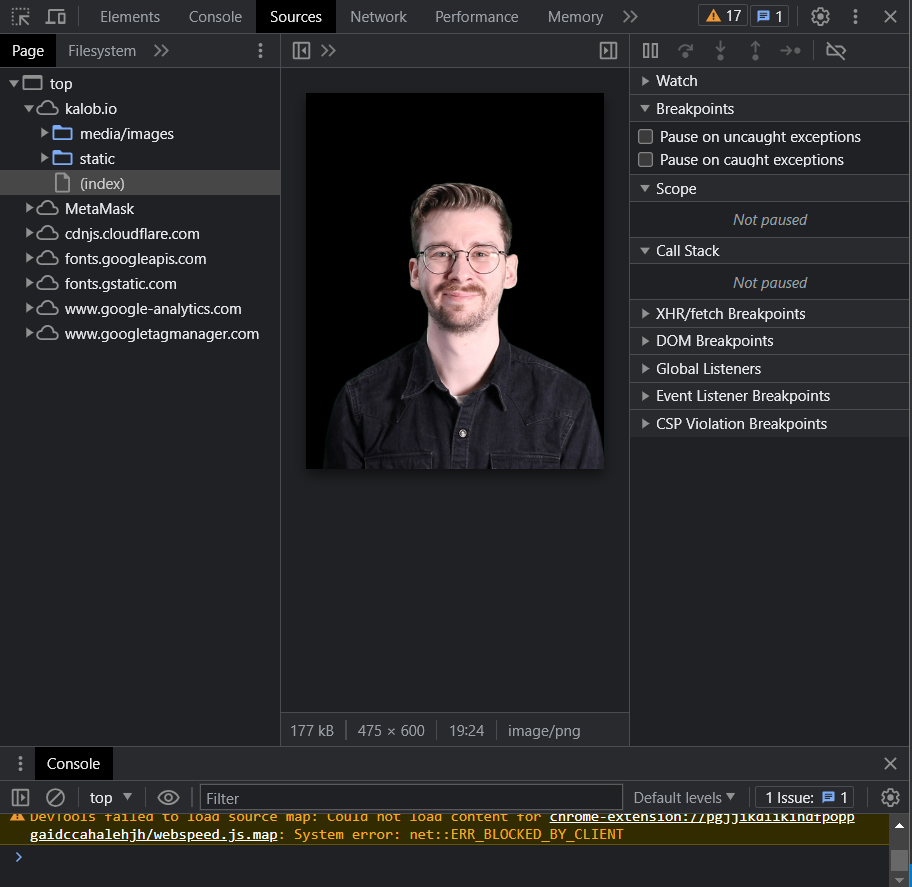 Elements Console Sources Network Performance Memory 17 1
Page Filesystem
top
kalob.io
media/images
static
(index)
MetaMask
cdnjs.cloudflare.com
fonts.googleapis.com
fonts.gstatic.com
www.google-analytics.com
www.googletagmanager.com
177 kB 475 × 600 19:24 image/png
Watch
Breakpoints
Pause on uncaught exceptions
Pause on caught exceptions
Scope
Not paused
Call Stack
Not paused
XHR/fetch Breakpoints
DOM Breakpoints
Global Listeners
Event Listener Breakpoints
CSP Violation Breakpoints
Console
top Filter Default levels 1 Issue: 1
DevTools failed to load source map: Could not load content for chrome-extension://pgjjikdiikihdfpopp
gaidccahalehjh/webspeed.js.map: System error: net::ERR_BLOCKED_BY_CLIENT